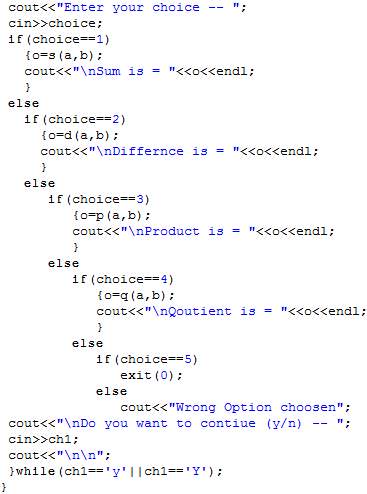 cout<<"Enter your choice -- ";
cin>>choice;
if(choice==1)
{o=s(a,b);
cout<<"\nSum is = "<<o<<endl;
}
else
if(choice==2)
{o=d(a,b);
cout<<"\nDiffernce is = "<<o<<endl;
}
else
if(choice==3)
{o=p(a,b);
cout<<"\nProduct is = "<<o<<endl;
}
else
if(choice==4)
{o=q(a,b);
cout<<"\nQoutient is = "<<o<<endl;
}
else
if(choice==5)
exit(0);
else
cout<<"Wrong Option choosen";
cout<<"\nDo you want to contiue (y/n) -- ";
cin>>ch1;
cout<<"\n\n";
}while(ch1=='y'||ch1=='Y');
}